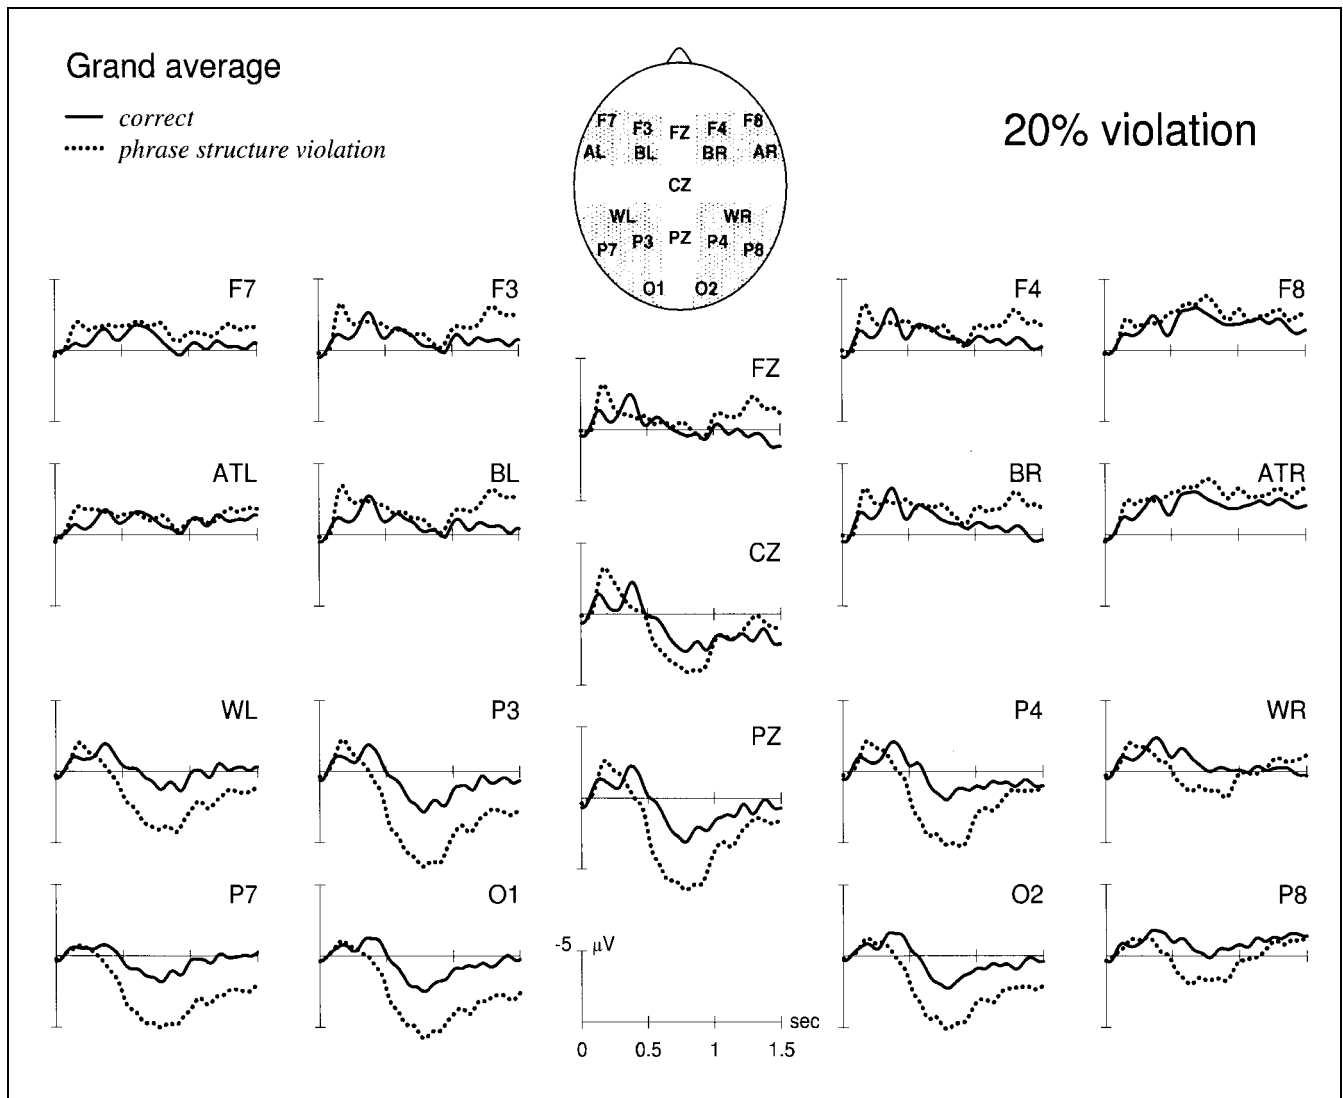 Grand average
correct
phrase structure violation
20% violation
F7 F3 FZ F4 F8
AL BL BR AR
CZ
WL WR
P7 P3 PZ P4 P8
O1 O2
F7 F3 F4 F8
FZ
ATL BL BR ATR
CZ
WL P3 P4 WR
PZ
P7 O1 O2 P8
-5 μV
sec
0 0.5 1 1.5